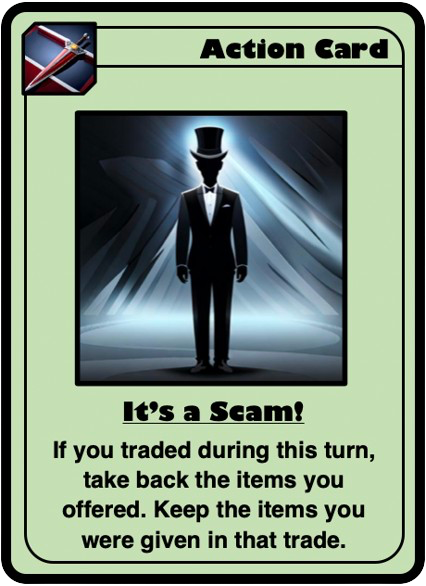 Action Card
It's a Scam!
If you traded during this turn,
take back the items you
offered. Keep the items you
were given in that trade.